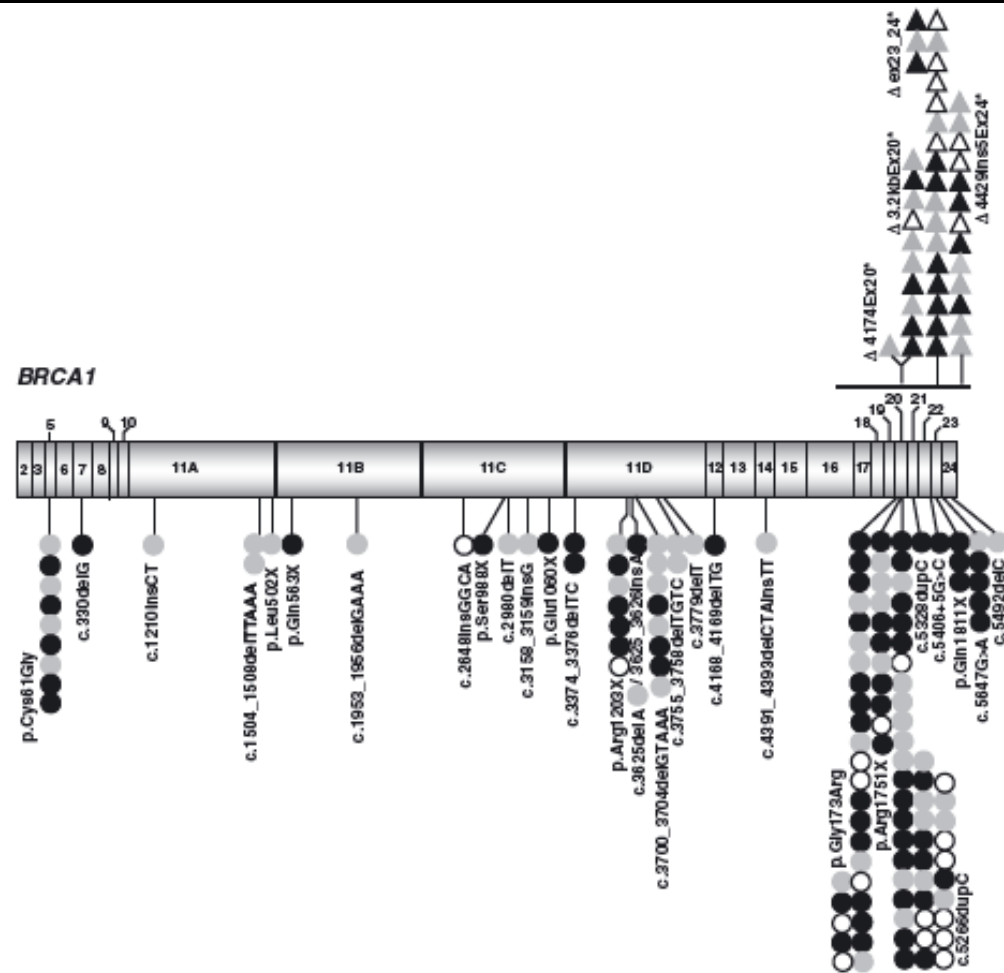 Δ ex23_24*
Δ 3.2kbEx20*
Δ 4429Ins5Ex24*
Δ 4174Ex20*
BRCA1
5
9
10
18
19
20
21
22
23
2
3
6
7
8
11A
11B
11C
11D
12
13
14
15
16
17
24
p.Cys61Gly
c.330delG
c.1210InsCT
c.1504_1508delTTAAA
p.Leu502X
p.Gln563X
c.1953_1956delGAAA
c.2648InsGGCA
p.Ser988X
c.2980delT
c.3158_3159InsG
p.Glu1060X
c.3374_3376delTC
p.Arg1203X
c.3625delA / 3625_3626InsA
c.3700_3704delGTAAA
c.3755_3758delTGTC
c.3779delT
c.4168_4169delTG
c.4391_4393delCTAInsTT
p.Gly173Arg
p.Arg1751X
c.5328dupC
c.5406+5G>C
p.Gln1811X
c.5647G>A
c.5492delC
c.5266dupC